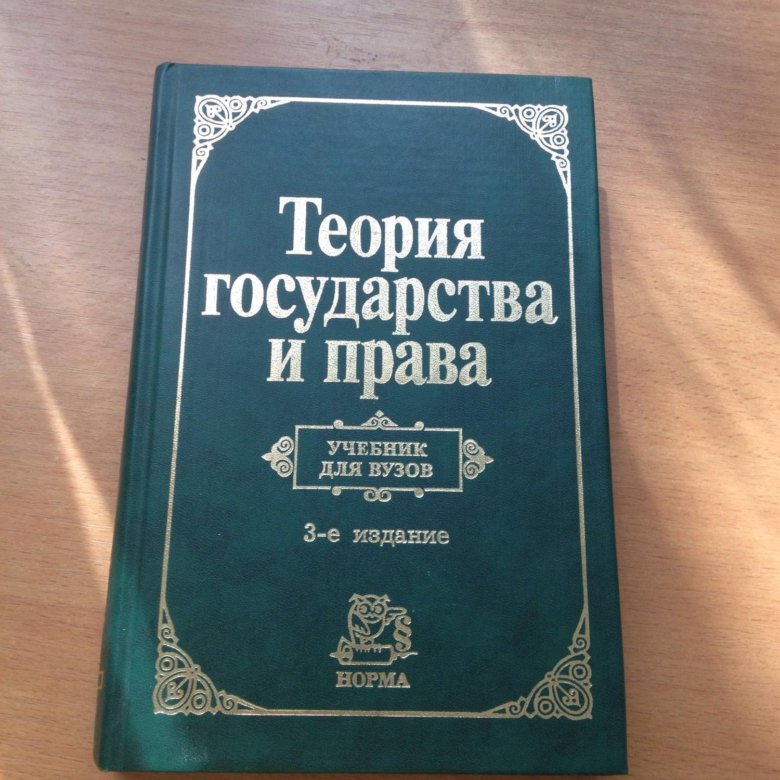 Теория
государства
и права
УЧЕБНИК
ДЛЯ ВУЗОВ
3-е издание
§
НОРМА